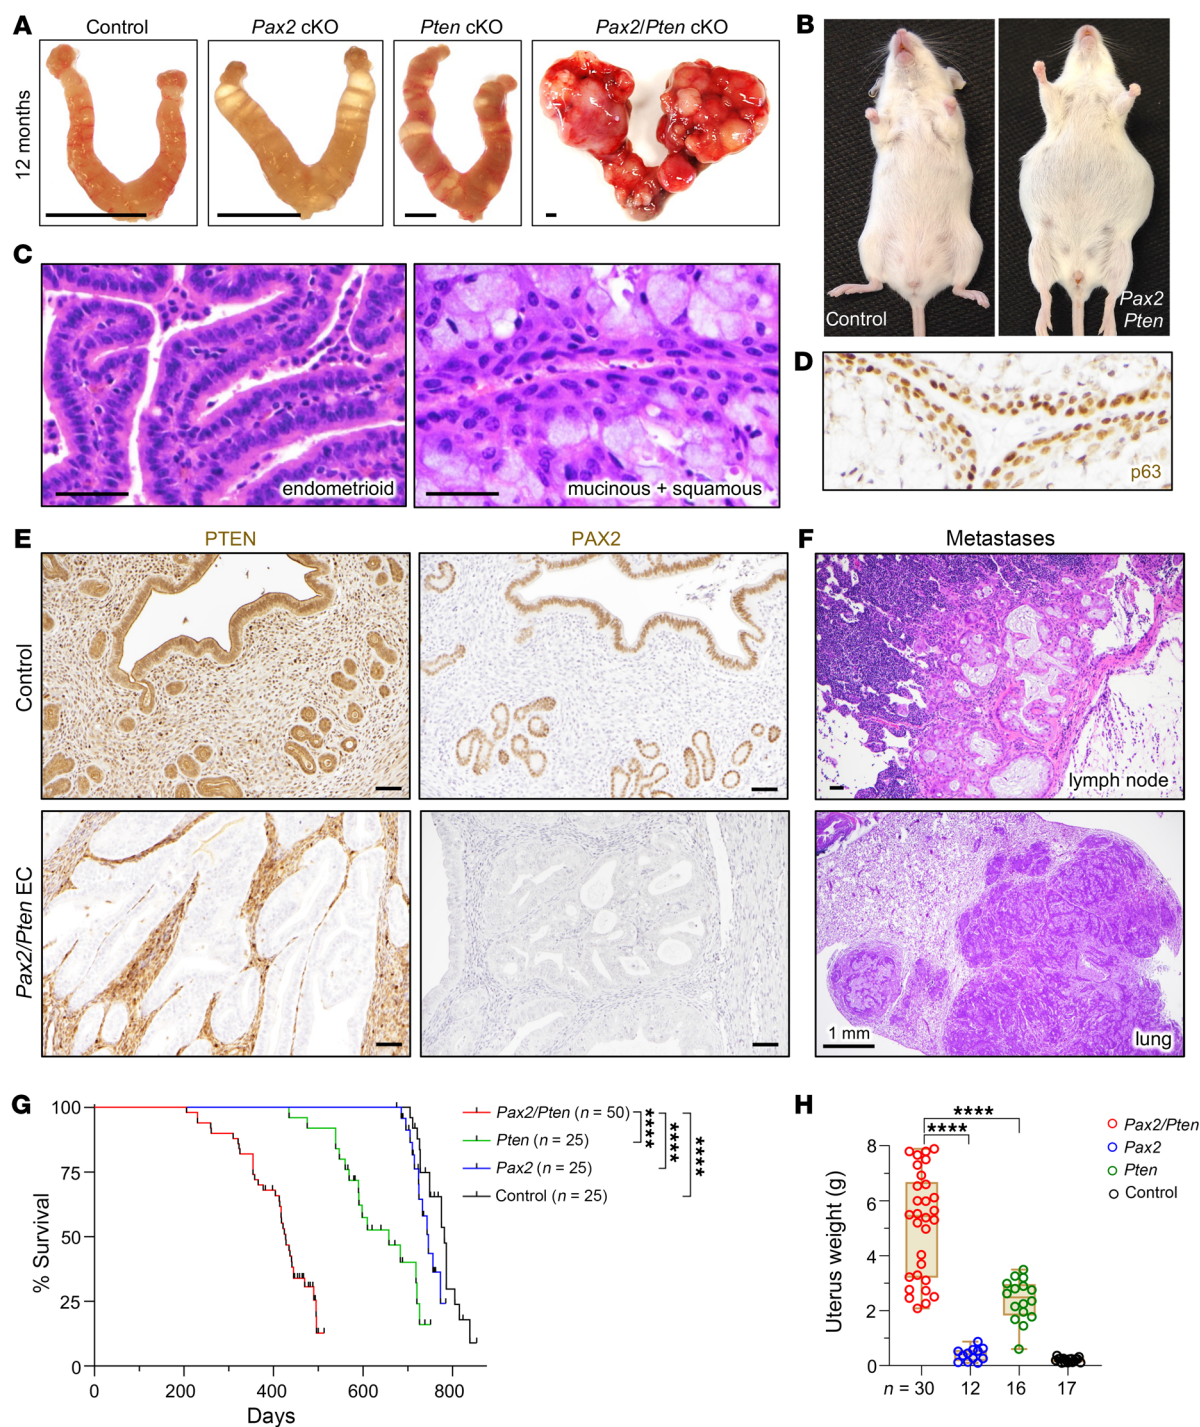 A
Control
Pax2 cKO
Pten cKO
Pax2/Pten cKO
12 months
B
Control
Pax2
Pten
C
endometrioid
mucinous + squamous
D
p63
E
PTEN
PAX2
Control
Pax2/Pten EC
F
Metastases
lymph node
1 mm
lung
G
% Survival
100
75
50
25
0
0
200
400
600
800
Days
Pax2/Pten (n = 50)
Pten (n = 25)
Pax2 (n = 25)
Control (n = 25)
****
****
****
H
Uterus weight (g)
8
6
4
2
0
****
****
n = 30
12
16
17
Pax2/Pten
Pax2
Pten
Control